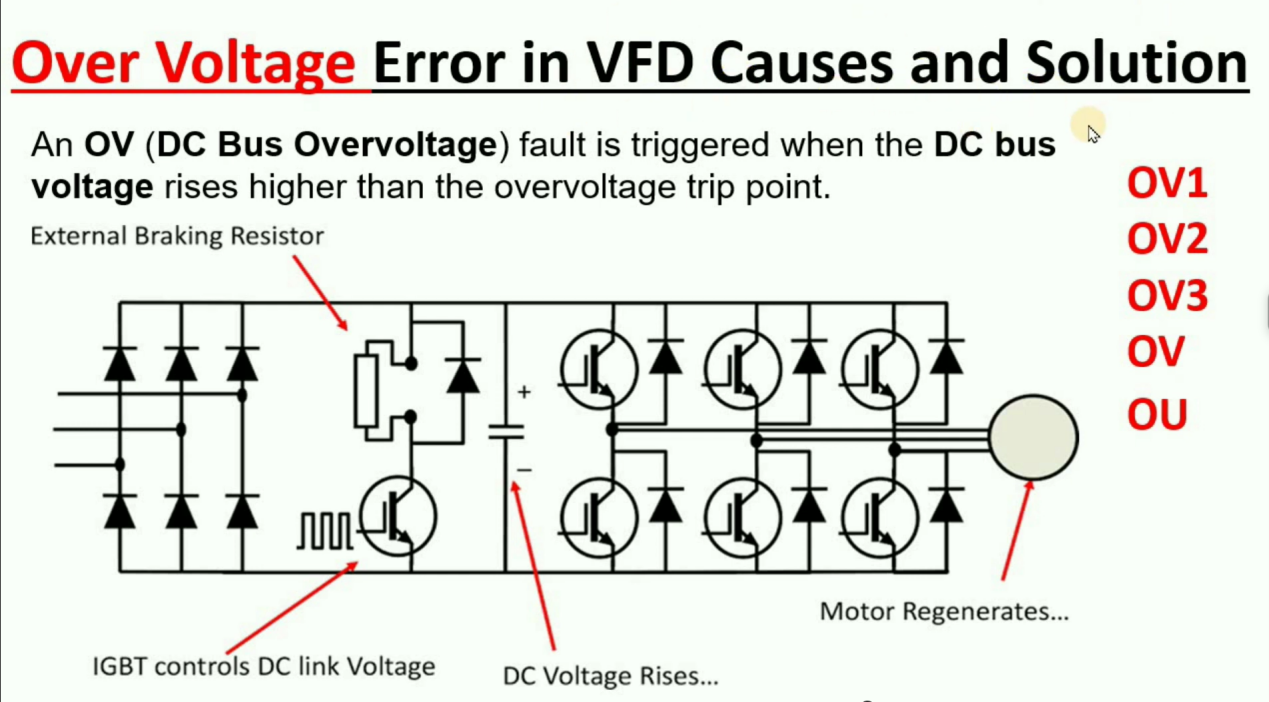 Over Voltage Error in VFD Causes and Solution
An OV (DC Bus Overvoltage) fault is triggered when the DC bus
voltage rises higher than the overvoltage trip point.
OV1
OV2
OV3
OV
OU
External Braking Resistor
+
–
Motor Regenerates...
IGBT controls DC link Voltage
DC Voltage Rises...